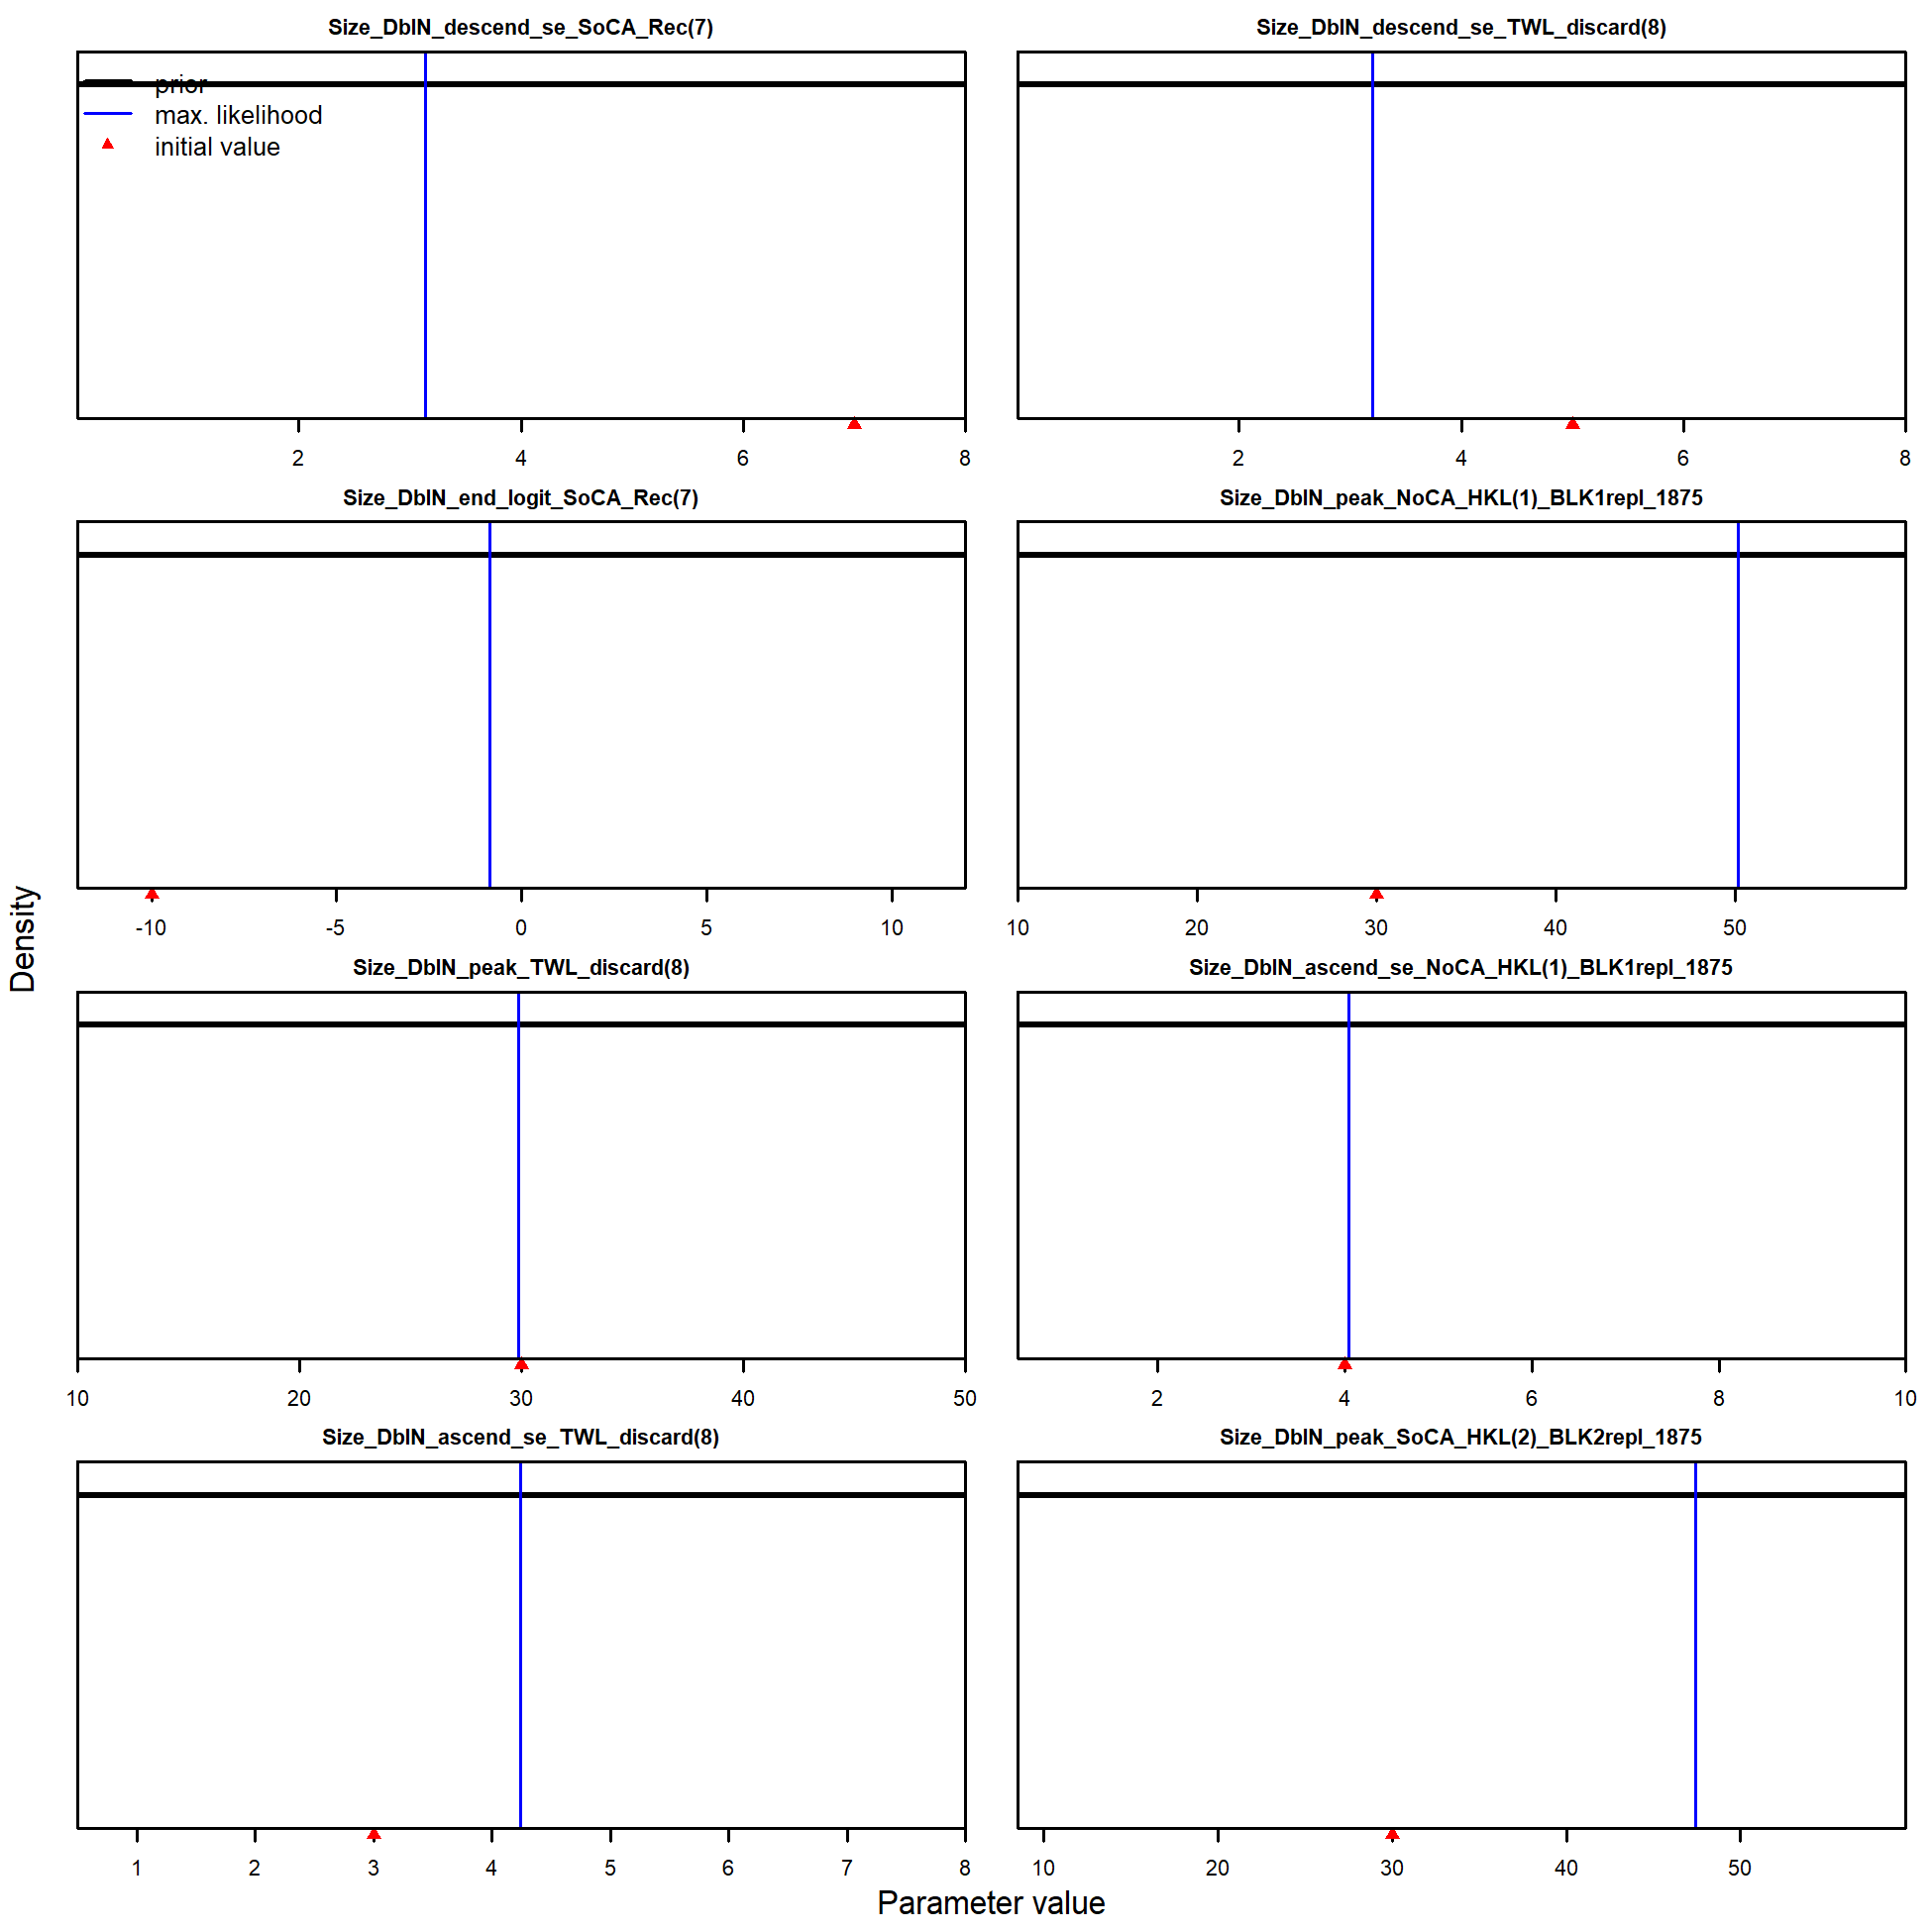 Size_DblN_descend_se_SoCA_Rec(7)
prior
max. likelihood
initial value
2 4 6 8
Size_DblN_descend_se_TWL_discard(8)
2 4 6 8
Size_DblN_end_logit_SoCA_Rec(7)
-10 -5 0 5 10
Size_DblN_peak_NoCA_HKL(1)_BLK1repl_1875
10 20 30 40 50
Size_DblN_peak_TWL_discard(8)
10 20 30 40 50
Size_DblN_ascend_se_NoCA_HKL(1)_BLK1repl_1875
2 4 6 8 10
Size_DblN_ascend_se_TWL_discard(8)
1 2 3 4 5 6 7 8
Size_DblN_peak_SoCA_HKL(2)_BLK2repl_1875
10 20 30 40 50
Density
Parameter value